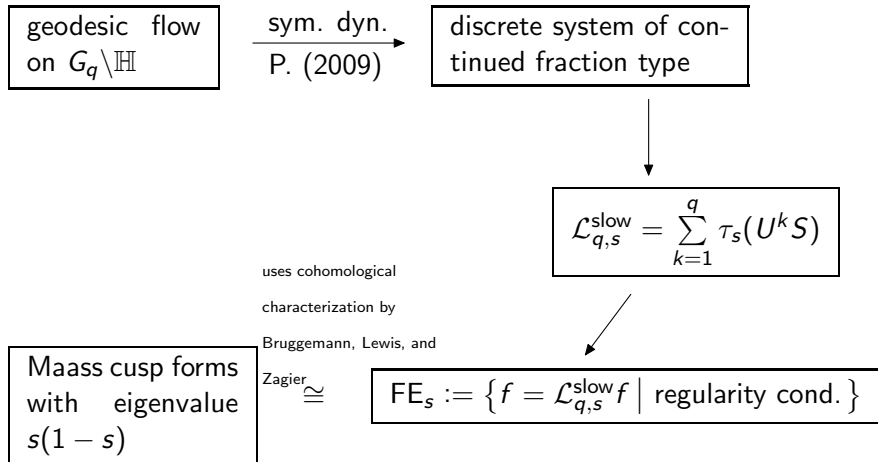 geodesic flow
on G_q\ℍ
sym. dyn.
P. (2009)
discrete system of con-
tinued fraction type
ℒ^slow_{q,s} = ∑_{k=1}^{q} τ_s(U^k S)
uses cohomological
characterization by
Bruggemann, Lewis, and
Zagier
Maass cusp forms
with eigenvalue
s(1 − s)
≅
FE_s := {f = ℒ^slow_{q,s} f | regularity cond.}